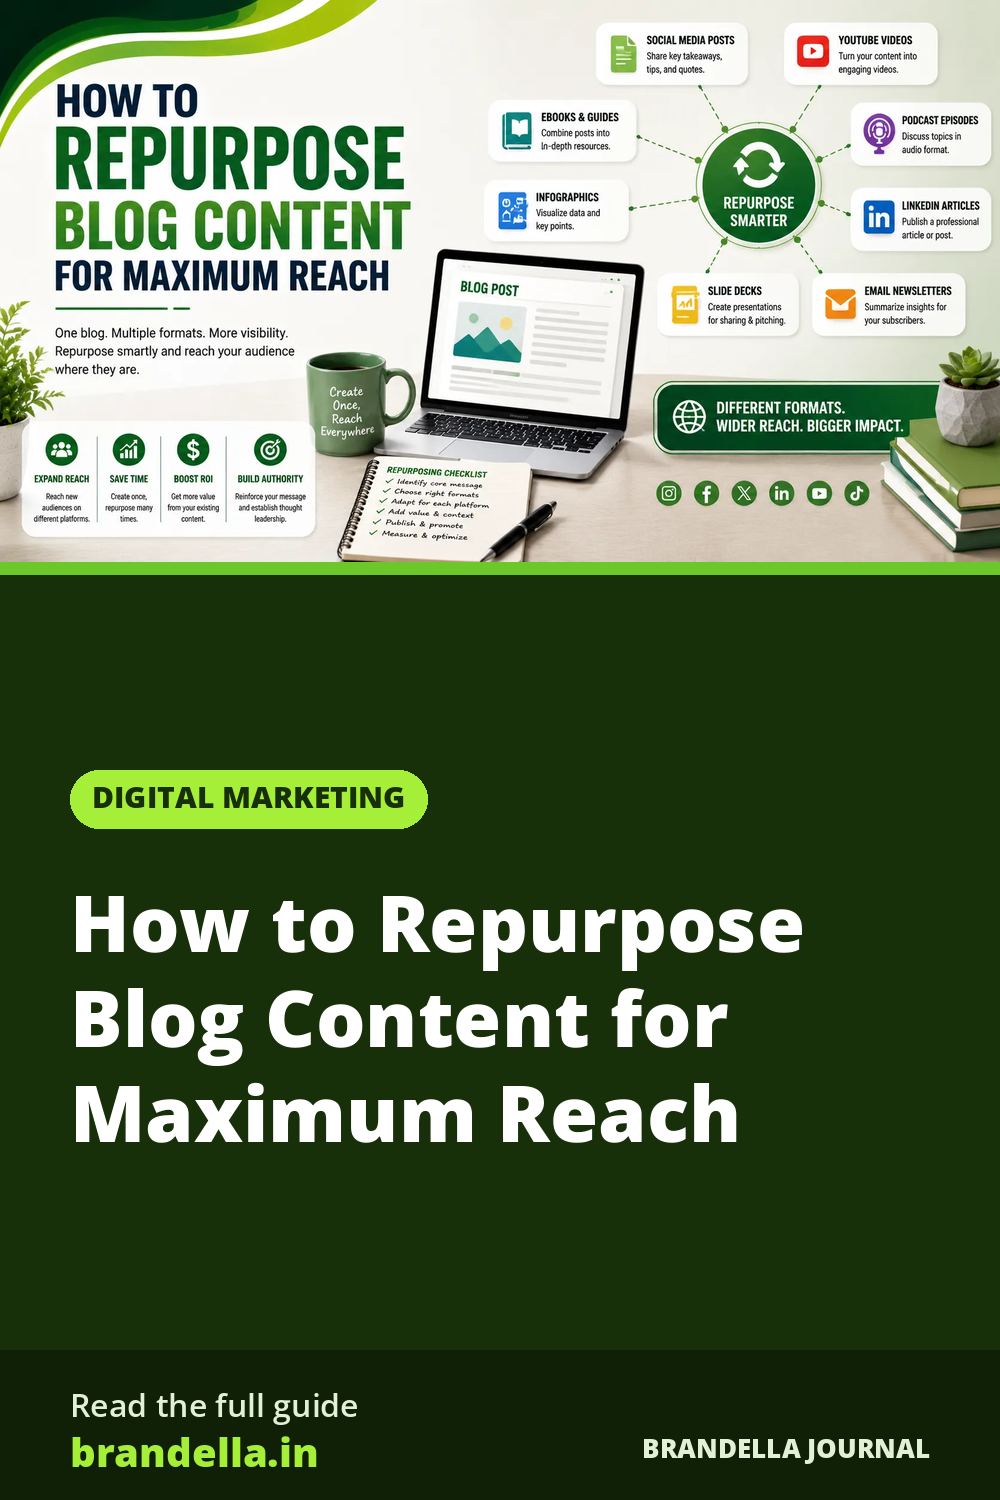 HOW TO
REPURPOSE
BLOG CONTENT
FOR MAXIMUM REACH
One blog. Multiple formats. More visibility.
Repurpose smartly and reach your audience
where they are.
EXPAND REACH
Reach new
audiences on
different platforms.
SAVE TIME
Create once,
repurpose many
times.
BOOST ROI
Get more value
from your existing
content.
BUILD AUTHORITY
Reinforce your message
and establish thought
leadership.
Create
Once,
Reach
Everywhere
BLOG POST
REPURPOSING CHECKLIST
✓ Identify core message
✓ Choose right formats
✓ Adapt for each platform
✓ Add value & context
✓ Publish & promote
✓ Measure & optimize
SOCIAL MEDIA POSTS
Share key takeaways,
tips, and quotes.
YOUTUBE VIDEOS
Turn your content into
engaging videos.
EBOOKS & GUIDES
Combine posts into
in-depth resources.
PODCAST EPISODES
Discuss topics in
audio format.
INFOGRAPHICS
Visualize data and
key points.
REPURPOSE
SMARTER
LINKEDIN ARTICLES
Publish a professional
article or post.
SLIDE DECKS
Create presentations
for sharing & pitching.
EMAIL NEWSLETTERS
Summarize insights for
your subscribers.
DIFFERENT FORMATS.
WIDER REACH. BIGGER IMPACT.
DIGITAL MARKETING
How to Repurpose
Blog Content for
Maximum Reach
Read the full guide
brandella.in
BRANDELLA JOURNAL